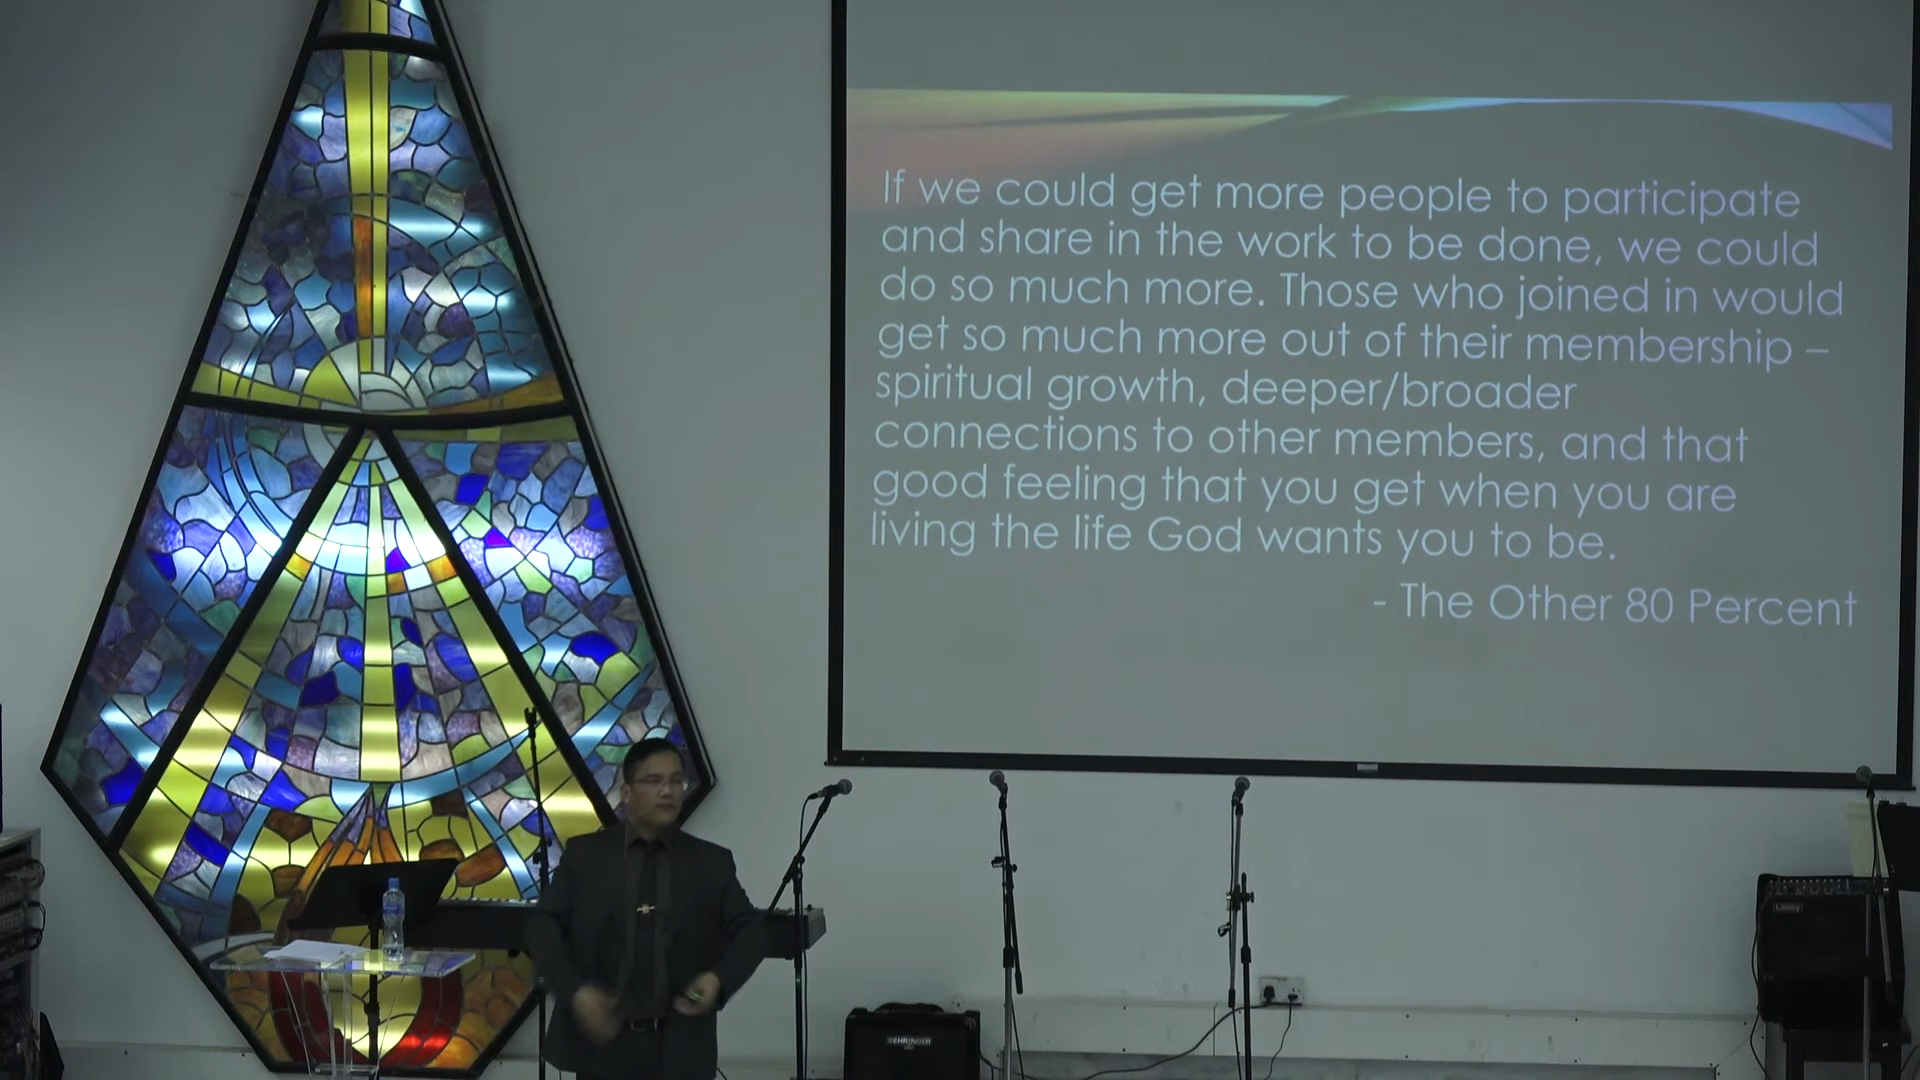 If we could get more people to participate
and share in the work to be done, we could
do so much more. Those who joined in would
get so much more out of their membership –
spiritual growth, deeper/broader
connections to other members, and that
good feeling that you get when you are
living the life God wants you to be.
- The Other 80 Percent
BEHRINGER
Laney